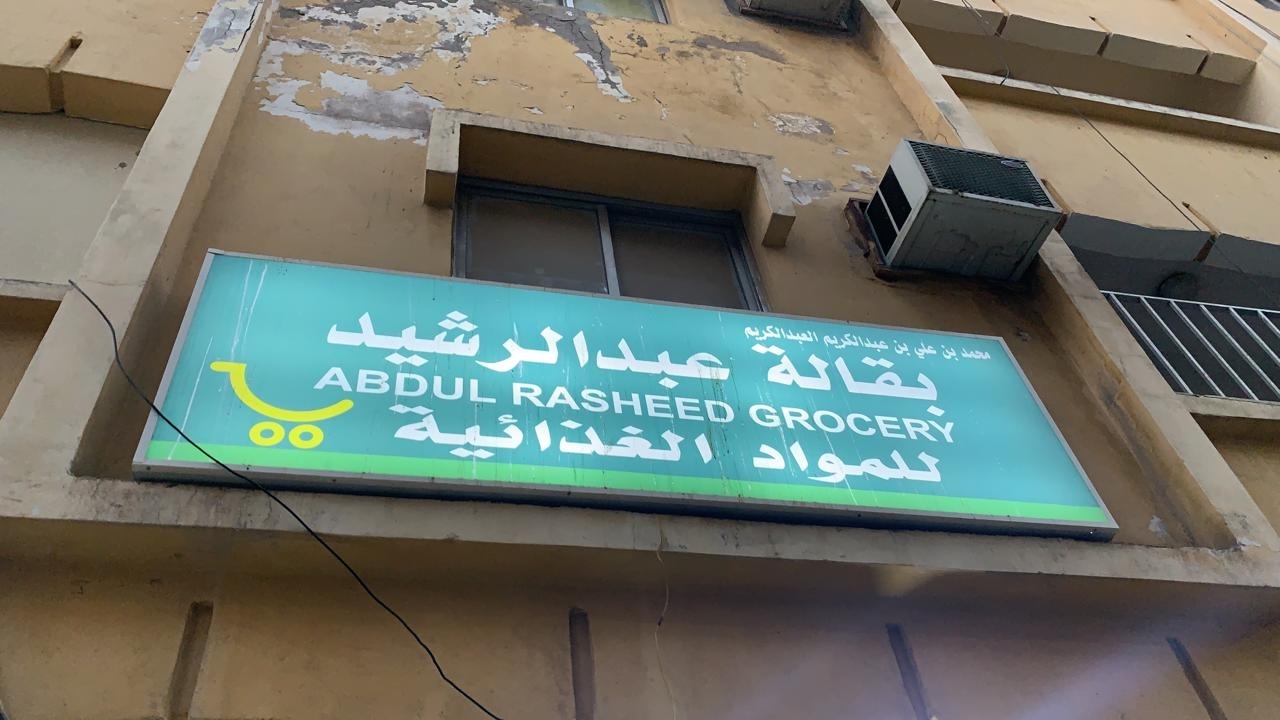 محمد بن علي بن عبدالكريم العبدالكريم
بقالة عبدالرشيد
ABDUL RASHEED GROCERY
للمواد الغذائية